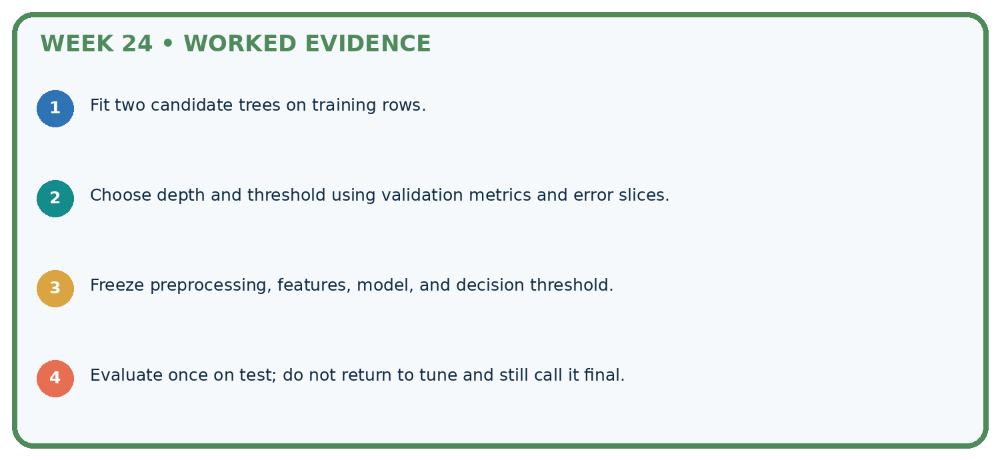 WEEK 24 • WORKED EVIDENCE
1 Fit two candidate trees on training rows.
2 Choose depth and threshold using validation metrics and error slices.
3 Freeze preprocessing, features, model, and decision threshold.
4 Evaluate once on test; do not return to tune and still call it final.